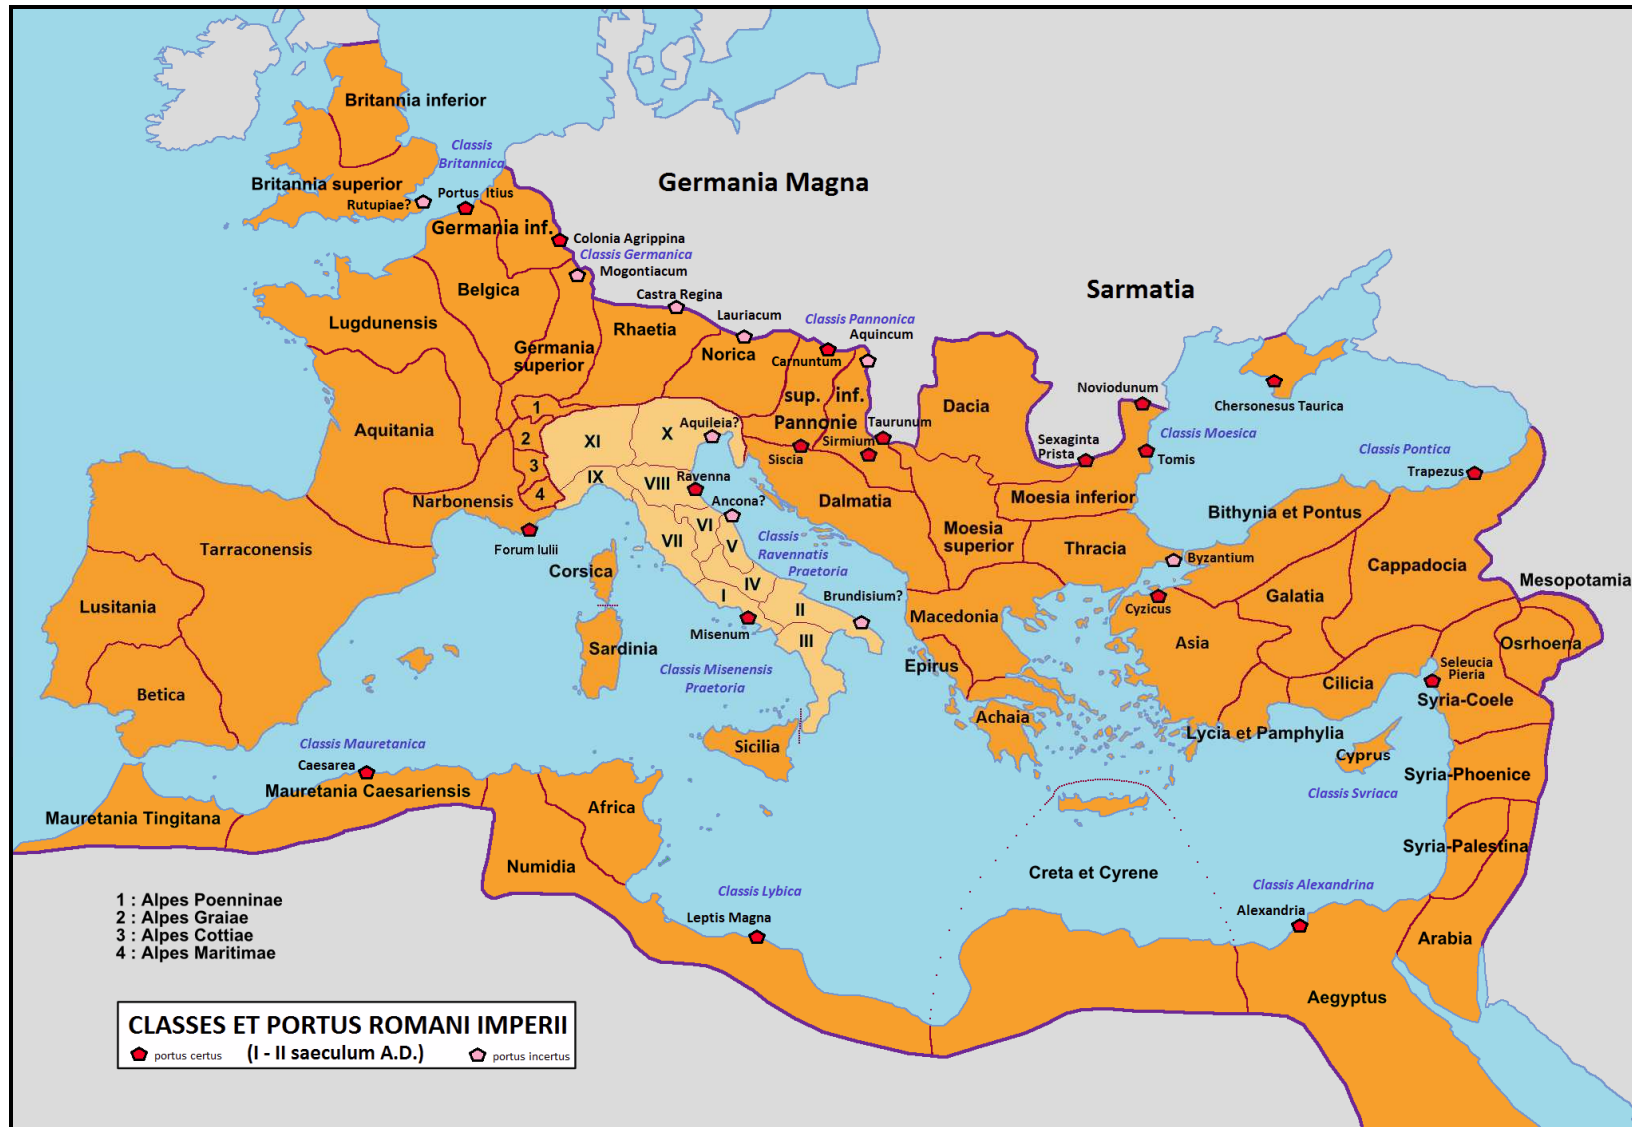 Britannia inferior
Classis
Britannica
Britannia superior
Germania Magna
Portus Itius
Rutupiae?
Germania inf.
Colonia Agrippina
Classis Germanica
Mogontiacum
Belgica
Castra Regina
Sarmatia
Lauriacum
Classis Pannonica
Lugdunensis
Rhaetia
Aquincum
Germania
superior
Norica
Carnuntum
sup.
inf.
Noviodunum
Dacia
Chersonesus Taurica
1
Aquileia?
Pannonie
Taurunum
Aquitania
2
XI
X
Sirmium
Sexaginta
Prista
Classis Moesica
Siscia
Tomis
Classis Pontica
3
IX
VIII
Ravenna
Trapezus
4
Narbonensis
Ancona?
Dalmatia
Moesia inferior
Bithynia et Pontus
VI
Forum Iulii
VII
V
Classis
Ravennatis
Praetoria
Moesia
superior
Thracia
Tarraconensis
Byzantium
Cappadocia
Corsica
IV
Mesopotamia
I
Brundisium?
Galatia
Lusitania
II
Cyzicus
Macedonia
Misenum
III
Asia
Osrhoena
Sardinia
Epirus
Seleucia
Pieria
Classis Misenensis
Praetoria
Cilicia
Betica
Syria-Coele
Achaia
Lycia et Pamphylia
Classis Mauretanica
Sicilia
Cyprus
Caesarea
Syria-Phoenice
Mauretania Caesariensis
Classis Svriaca
Africa
Mauretania Tingitana
Syria-Palestina
Numidia
Creta et Cyrene
Classis Lybica
Classis Alexandrina
Leptis Magna
Alexandria
Arabia
Aegyptus
1 : Alpes Poenninae
2 : Alpes Graiae
3 : Alpes Cottiae
4 : Alpes Maritimae
CLASSES ET PORTUS ROMANI IMPERII
portus certus (I - II saeculum A.D.) portus incertus